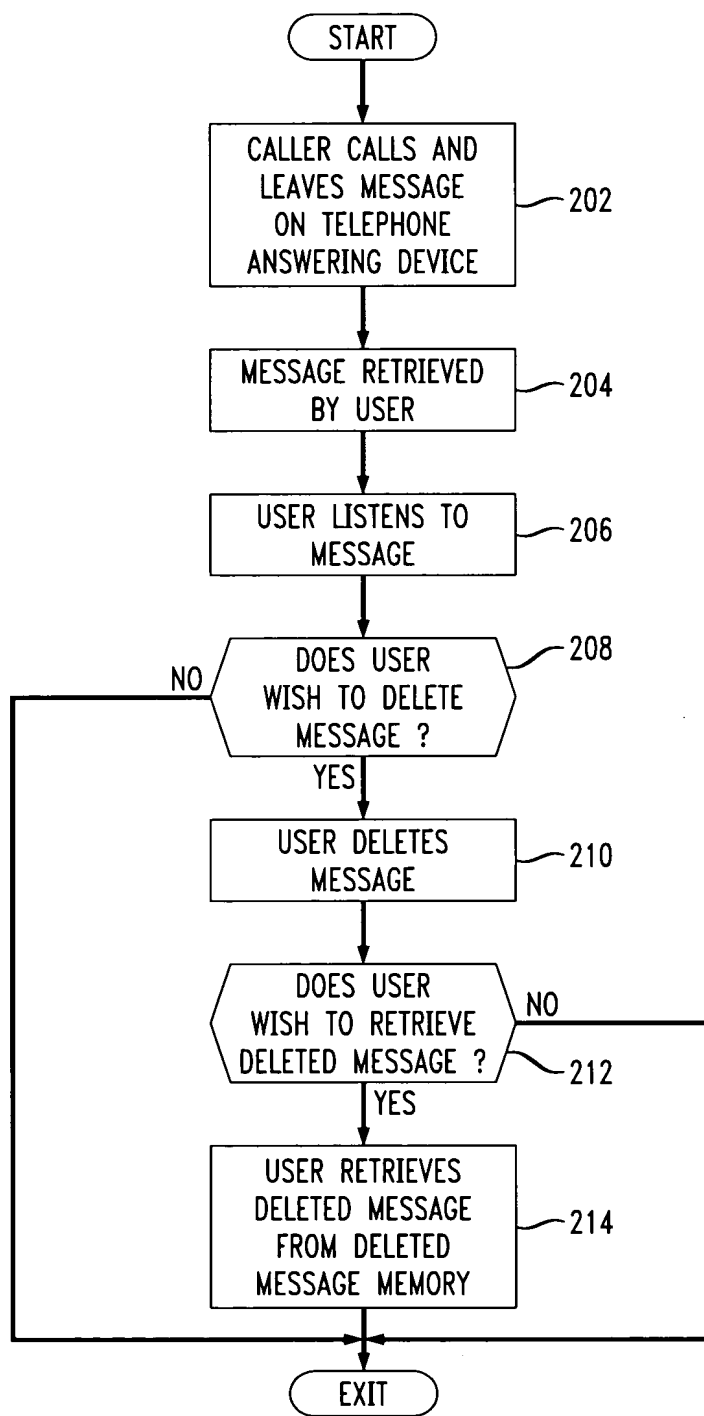 START
CALLER CALLS AND
LEAVES MESSAGE
ON TELEPHONE
ANSWERING DEVICE
202
MESSAGE RETRIEVED
BY USER
204
USER LISTENS TO
MESSAGE
206
DOES USER
WISH TO DELETE
MESSAGE ?
208
NO
YES
USER DELETES
MESSAGE
210
DOES USER
WISH TO RETRIEVE
DELETED MESSAGE ?
NO
212
YES
USER RETRIEVES
DELETED MESSAGE
FROM DELETED
MESSAGE MEMORY
214
EXIT